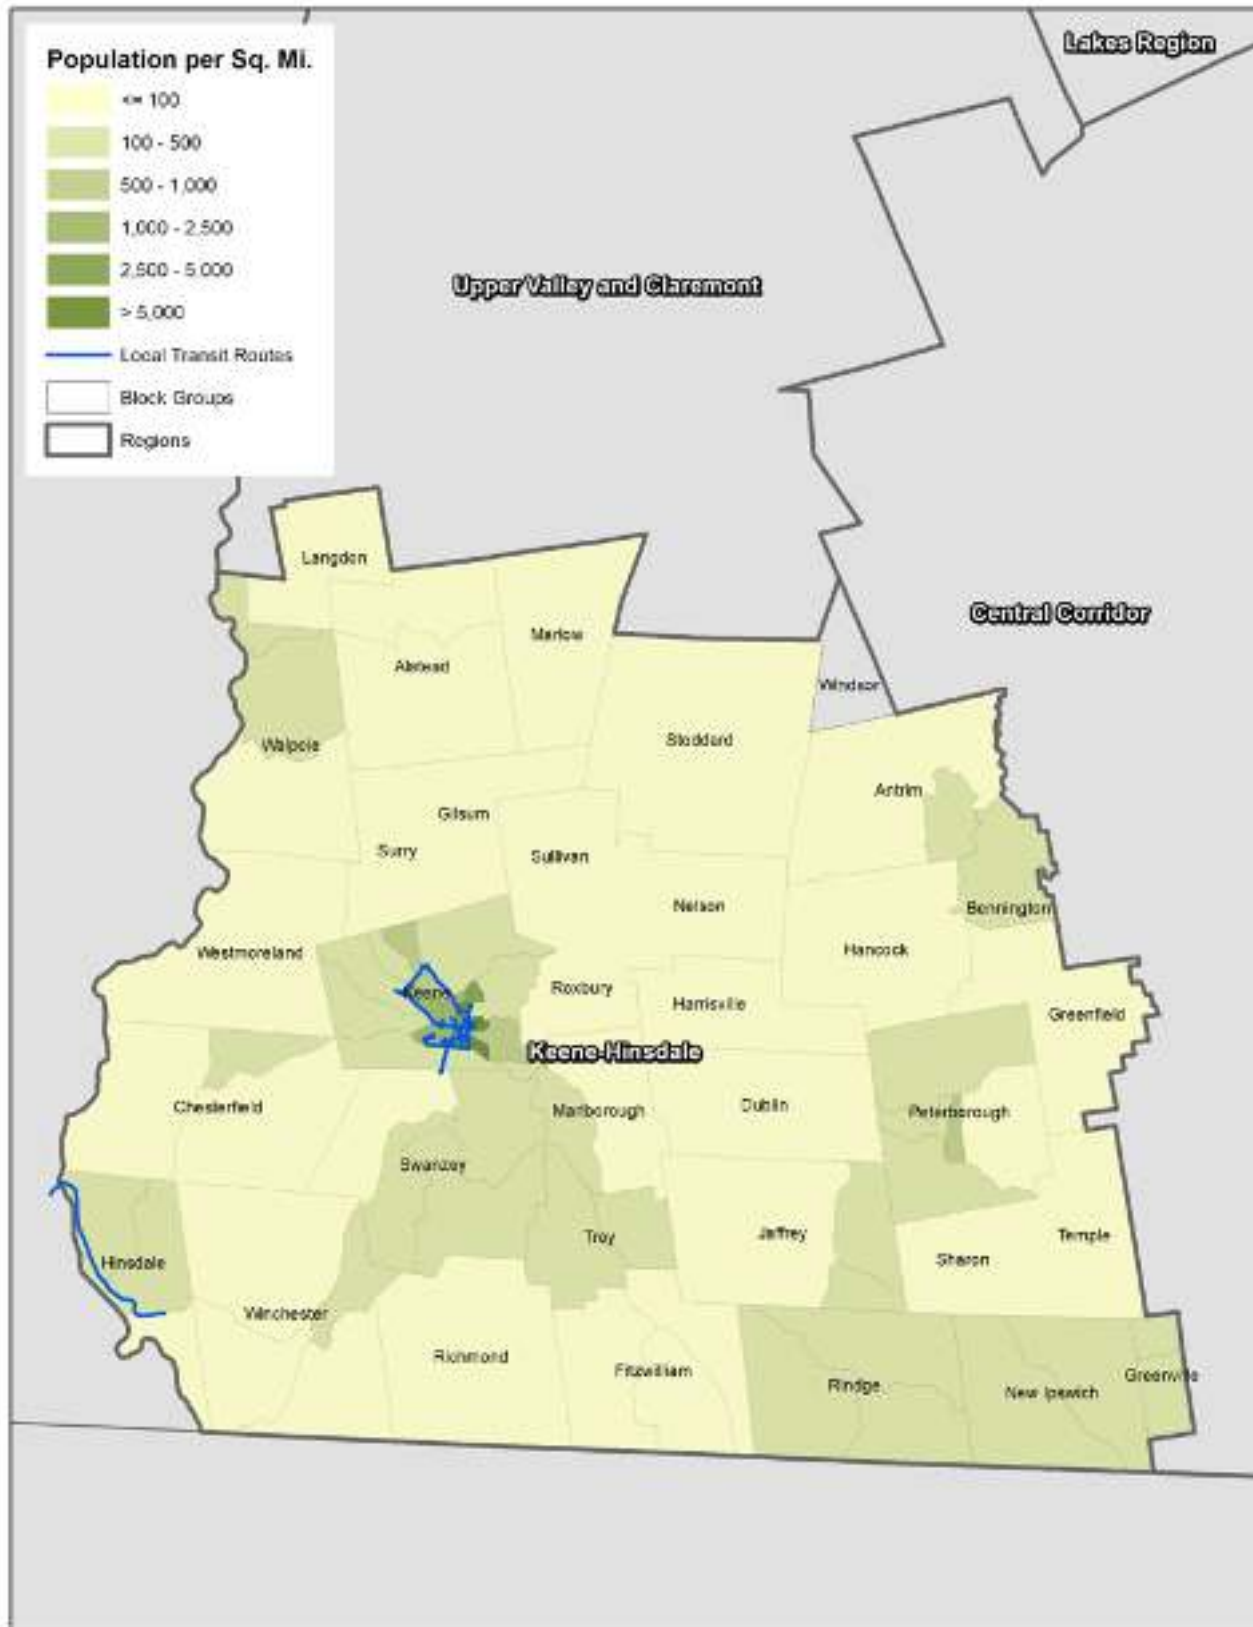 Lakes Region
Population per Sq. Mi.
<= 100
100 - 500
500 - 1,000
1,000 - 2,500
2,500 - 5,000
> 5,000
Local Transit Routes
Block Groups
Regions
Upper Valley and Claremont
Central Corridor
Langdon
Marlow
Alstead
Windsor
Stoddard
Walpole
Antrim
Gilsum
Surry
Sullivan
Nelson
Bennington
Hancock
Westmoreland
Keene
Roxbury
Harrisville
Greenfield
Keene-Hinsdale
Chesterfield
Marlborough
Dublin
Peterborough
Swanzey
Troy
Jaffrey
Temple
Sharon
Hinsdale
Winchester
Richmond
Fitzwilliam
Rindge
New Ipswich
Greenville